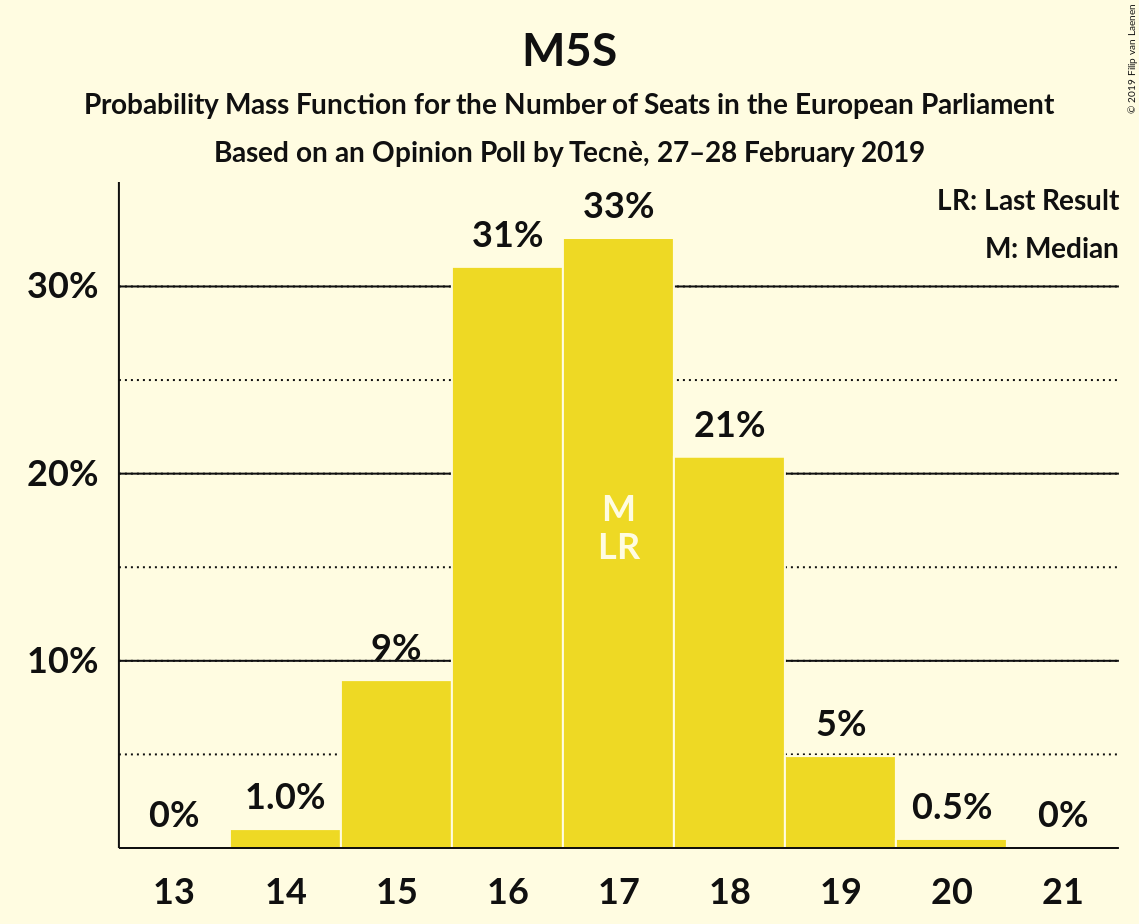 M5S
Probability Mass Function for the Number of Seats in the European Parliament
Based on an Opinion Poll by Tecnè, 27–28 February 2019
© 2019 Filip van Laenen
LR: Last Result
M: Median
30%
20%
10%
0%
1.0%
9%
31%
33%
21%
5%
0.5%
0%
M
LR
13 14 15 16 17 18 19 20 21